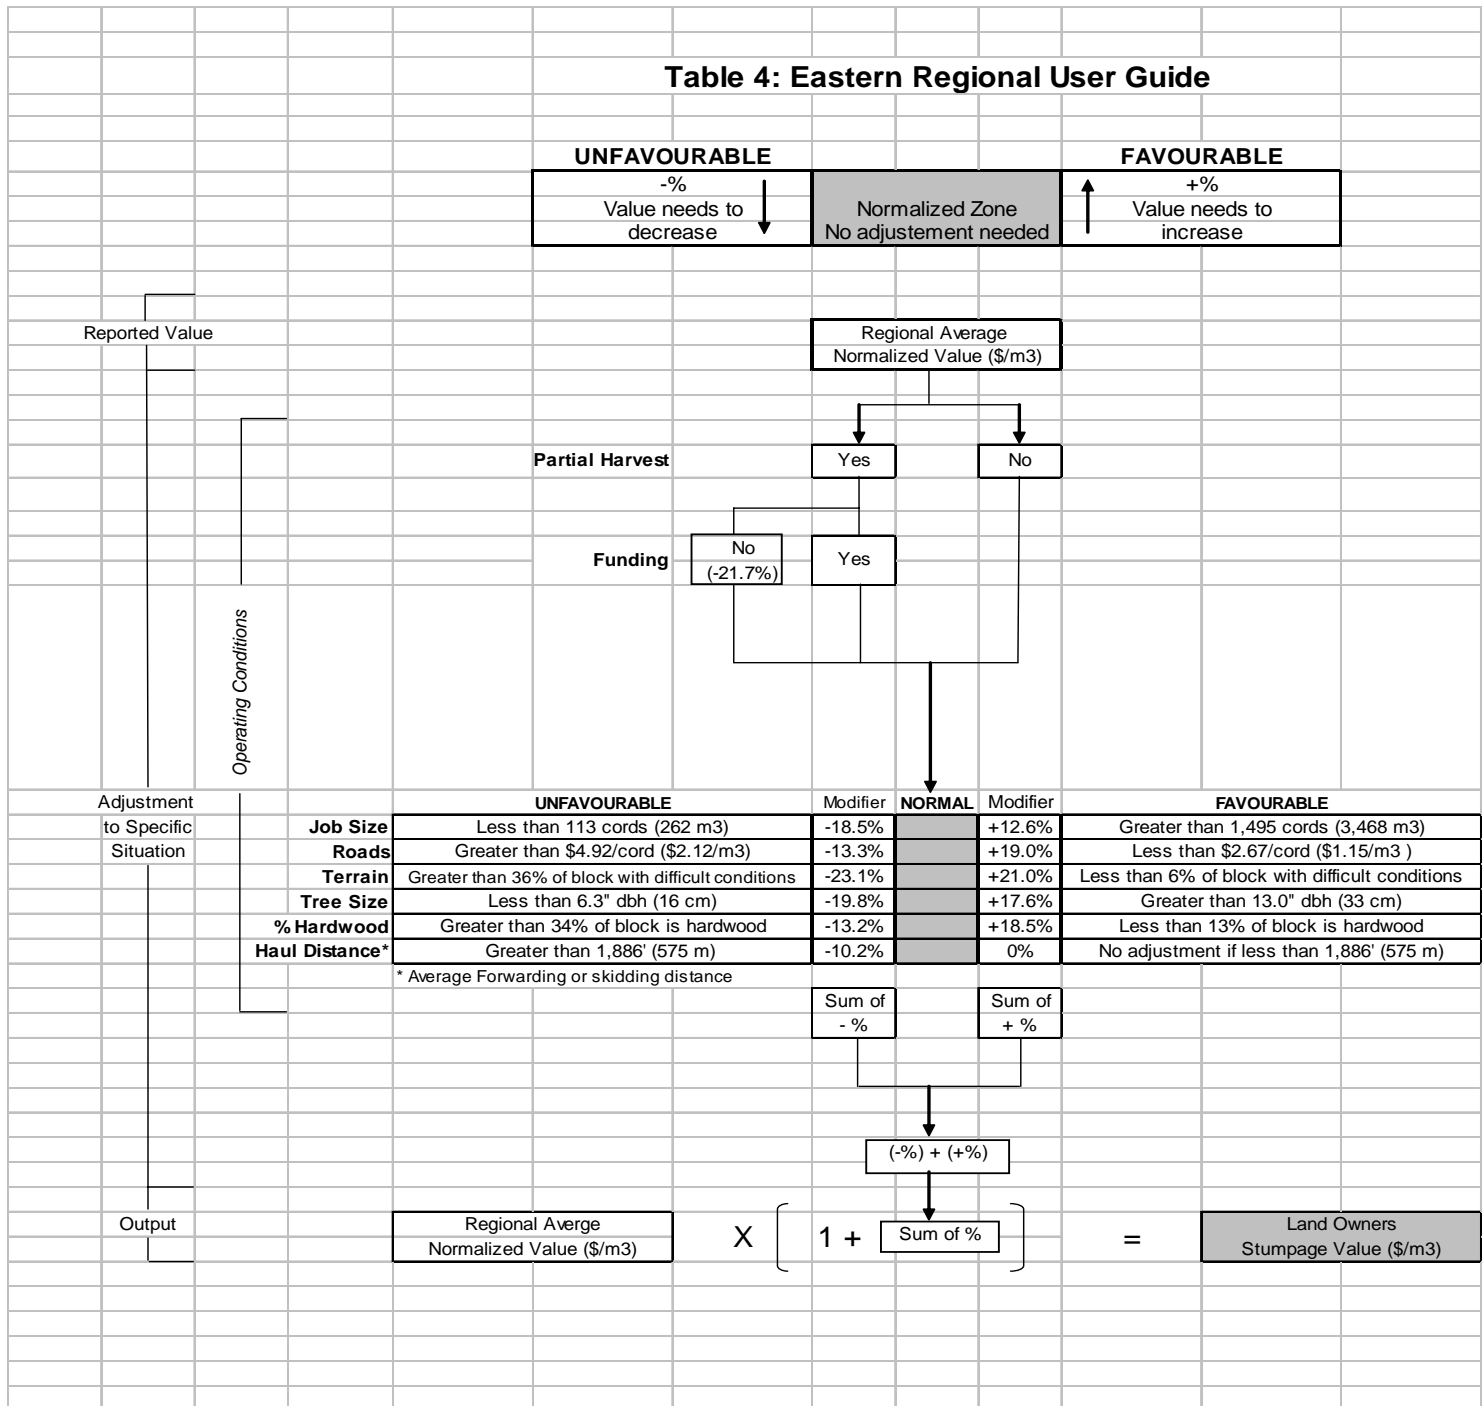 Table 4: Eastern Regional User Guide
UNFAVOURABLE
FAVOURABLE
-%
Value needs to
decrease
Normalized Zone
No adjustement needed
+%
Value needs to
increase
Reported Value
Regional Average
Normalized Value ($/m3)
Partial Harvest
Yes
No
Funding
No
(-21.7%)
Yes
Operating Conditions
Adjustment
to Specific
Situation
UNFAVOURABLE Modifier NORMAL Modifier FAVOURABLE
Job Size Less than 113 cords (262 m3) -18.5% +12.6% Greater than 1,495 cords (3,468 m3)
Roads Greater than $4.92/cord ($2.12/m3) -13.3% +19.0% Less than $2.67/cord ($1.15/m3 )
Terrain Greater than 36% of block with difficult conditions -23.1% +21.0% Less than 6% of block with difficult conditions
Tree Size Less than 6.3" dbh (16 cm) -19.8% +17.6% Greater than 13.0" dbh (33 cm)
% Hardwood Greater than 34% of block is hardwood -13.2% +18.5% Less than 13% of block is hardwood
Haul Distance* Greater than 1,886' (575 m) -10.2% 0% No adjustment if less than 1,886' (575 m)
* Average Forwarding or skidding distance
Sum of
- %
Sum of
+ %
(-%) + (+%)
Output
Regional Averge
Normalized Value ($/m3)
X
1 +
Sum of %
=
Land Owners
Stumpage Value ($/m3)